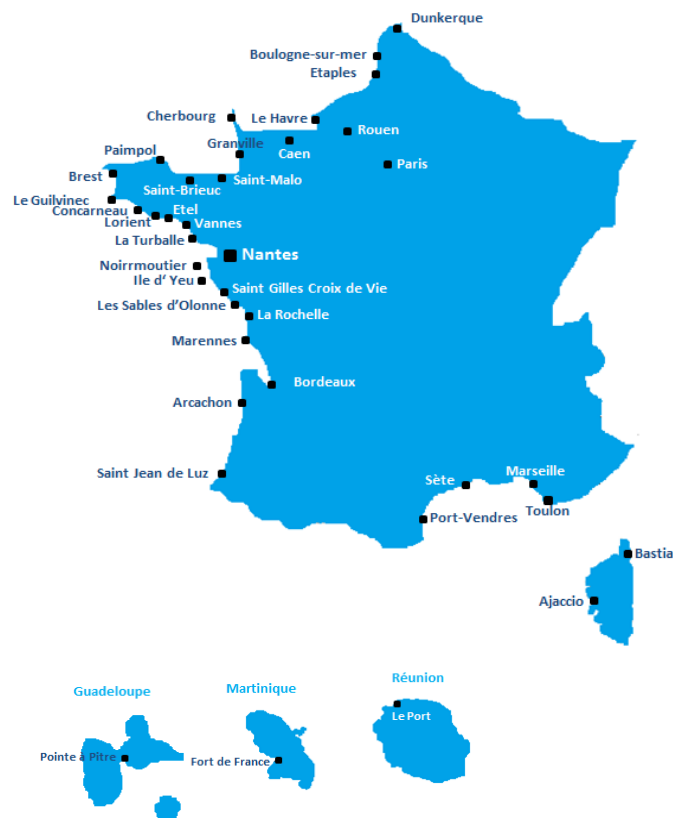 Dunkerque
Boulogne-sur-mer
Etaples
Cherbourg
Le Havre
Rouen
Granville
Caen
Paimpol
Paris
Brest
Saint-Brieuc
Saint-Malo
Le Guilvinec
Concarneau
Etel
Lorient
Vannes
La Turballe
Nantes
Noirrmoutier
Ile d' Yeu
Saint Gilles Croix de Vie
Les Sables d'Olonne
La Rochelle
Marennes
Bordeaux
Arcachon
Saint Jean de Luz
Sète
Marseille
Toulon
Port-Vendres
Bastia
Ajaccio
Guadeloupe
Martinique
Réunion
Le Port
Pointe à Pitre
Fort de France